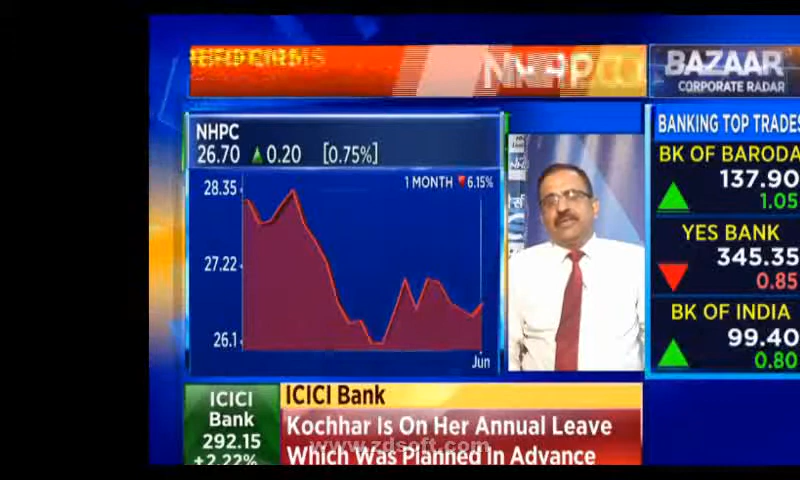 NHPC
BAZAAR
CORPORATE RADAR
NHPC
26.70 ▲ 0.20 [0.75%]
1 MONTH ▼ 6.15%
28.35
27.22
26.1
Jun
BANKING TOP TRADES
BK OF BARODA
137.90
1.05
YES BANK
345.35
0.85
BK OF INDIA
99.40
0.80
ICICI
Bank
292.15
+2.22%
ICICI Bank
Kochhar Is On Her Annual Leave
Which Was Planned In Advance
www.zdsoft.com